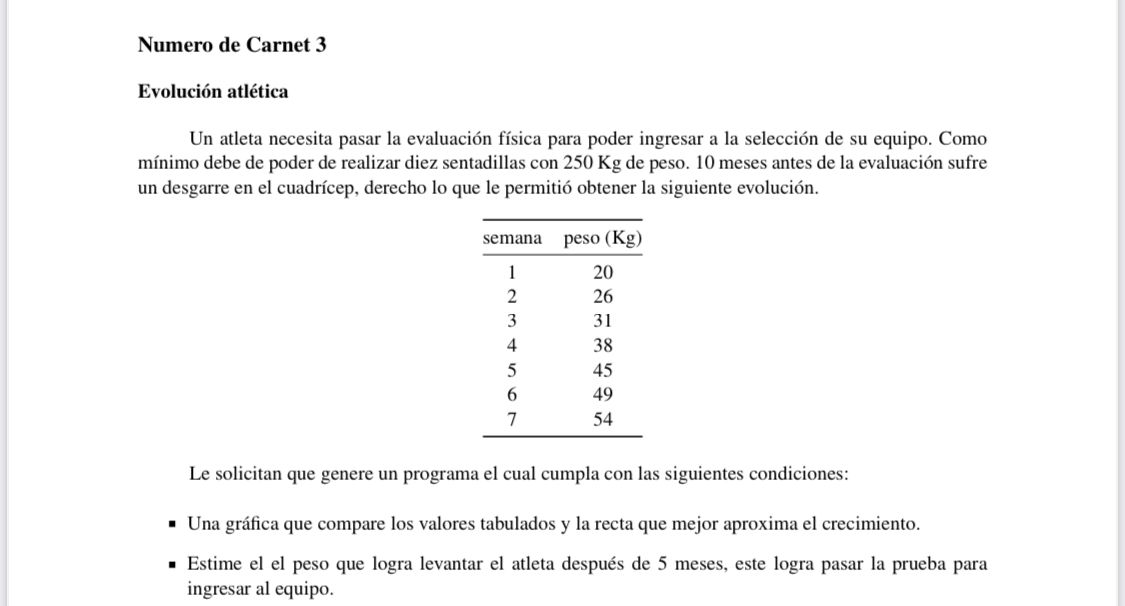 Numero de Carnet 3
Evolución atlética
Un atleta necesita pasar la evaluación física para poder ingresar a la selección de su equipo. Como
mínimo debe de poder de realizar diez sentadillas con 250 Kg de peso. 10 meses antes de la evaluación sufre
un desgarre en el cuadrícep, derecho lo que le permitió obtener la siguiente evolución.
semana peso (Kg)
1 20
2 26
3 31
4 38
5 45
6 49
7 54
Le solicitan que genere un programa el cual cumpla con las siguientes condiciones:
▪ Una gráfica que compare los valores tabulados y la recta que mejor aproxima el crecimiento.
▪ Estime el el peso que logra levantar el atleta después de 5 meses, este logra pasar la prueba para
ingresar al equipo.